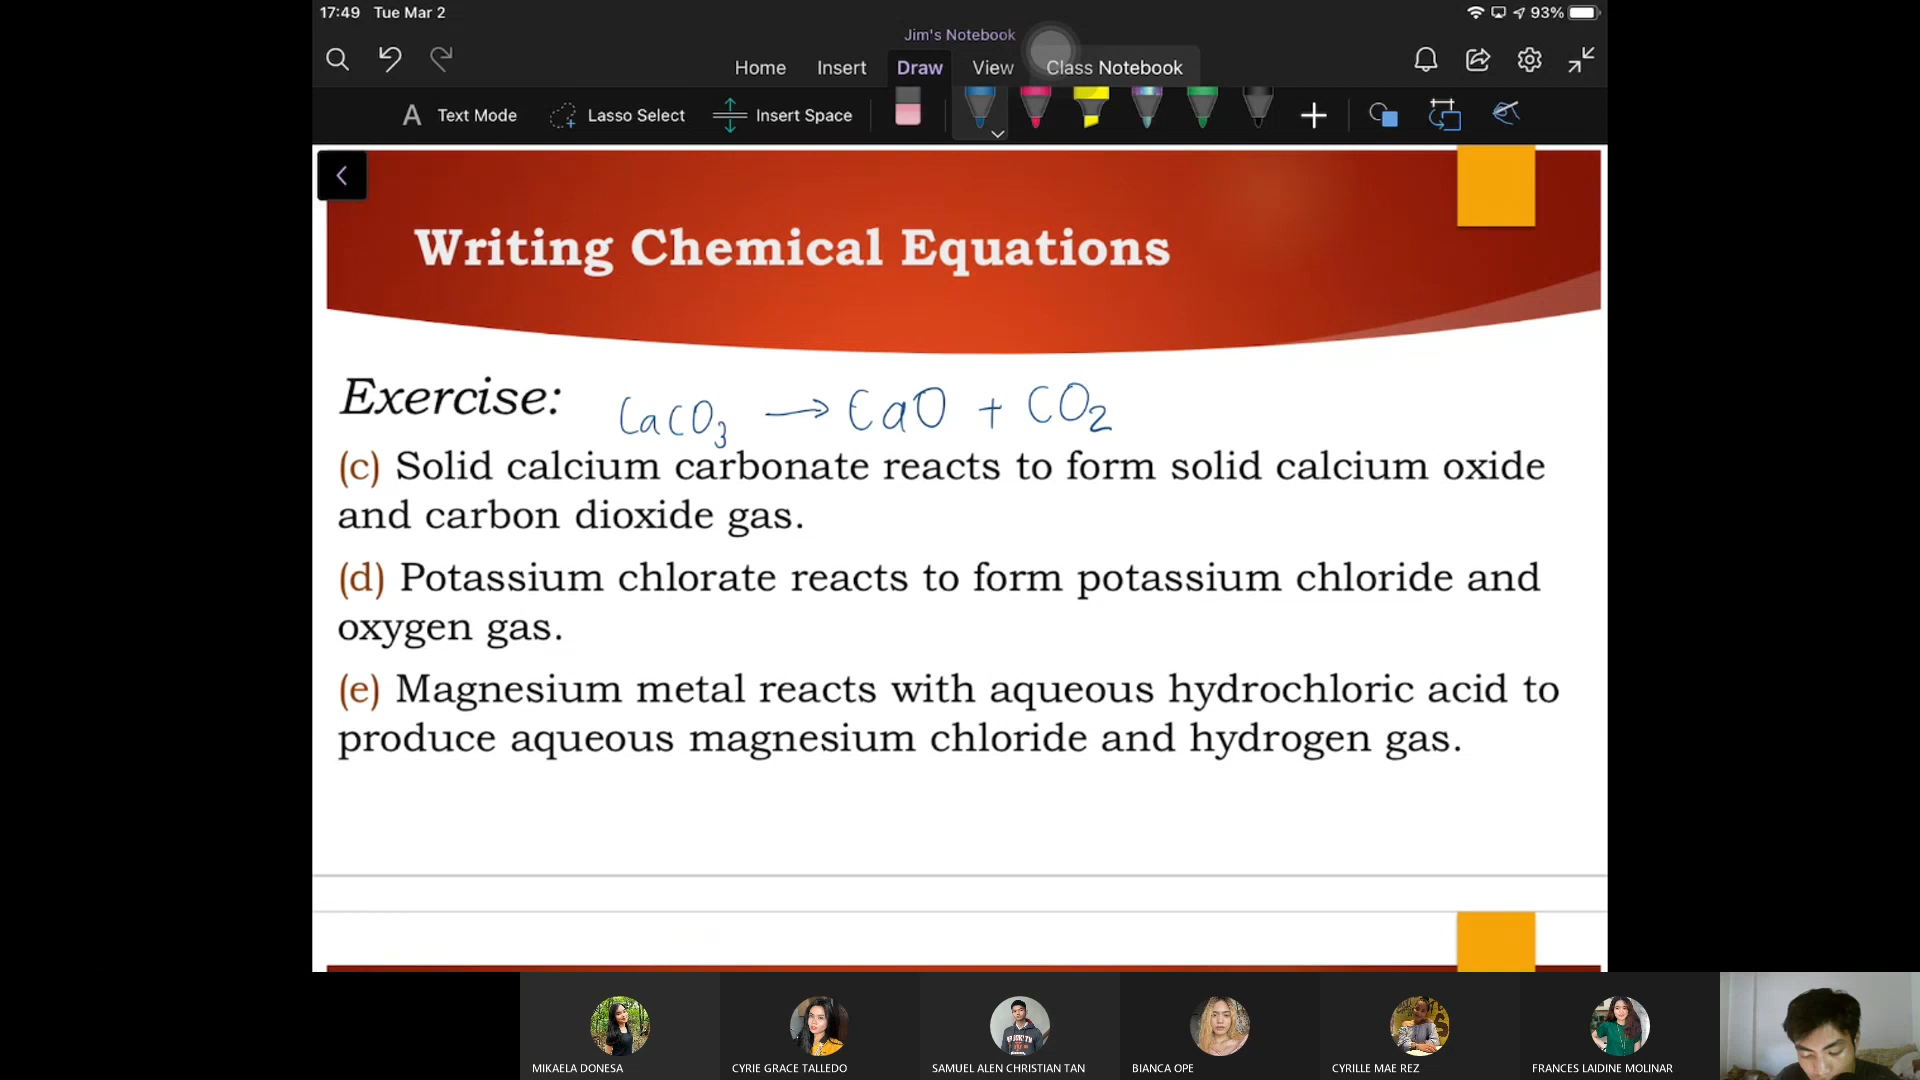 17:49 Tue Mar 2 93%
Jim's Notebook
Home Insert Draw View Class Notebook
A Text Mode Lasso Select Insert Space
Writing Chemical Equations
Exercise: CaCO₃ → CaO + CO₂
(c) Solid calcium carbonate reacts to form solid calcium oxide
and carbon dioxide gas.
(d) Potassium chlorate reacts to form potassium chloride and
oxygen gas.
(e) Magnesium metal reacts with aqueous hydrochloric acid to
produce aqueous magnesium chloride and hydrogen gas.
MIKAELA DONESA CYRIE GRACE TALLEDO SAMUEL ALEN CHRISTIAN TAN BIANCA OPE CYRILLE MAE REZ FRANCES LAIDINE MOLINAR